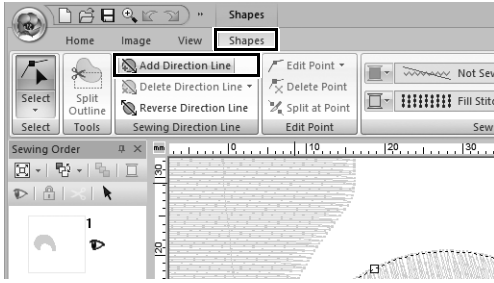 Shapes
Home Image View Shapes
Select
Split Outline
Add Direction Line
Delete Direction Line
Reverse Direction Line
Edit Point
Delete Point
Split at Point
Not Sew
Fill Stitc
Select Tools Sewing Direction Line Edit Point Sew
Sewing Order
mm 0 10 20 30
30
20
1